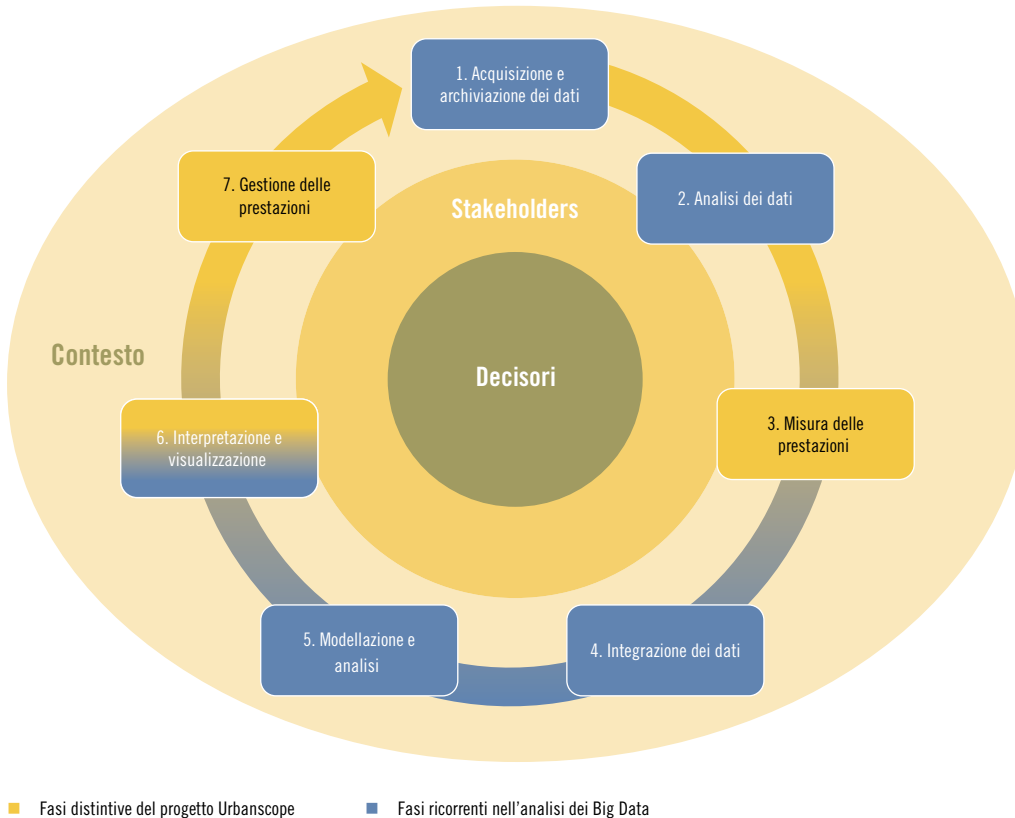 1. Acquisizione e
archiviazione dei dati
7. Gestione delle
prestazioni
Stakeholders
2. Analisi dei dati
Contesto
Decisori
3. Misura delle
prestazioni
6. Interpretazione e
visualizzazione
5. Modellazione e
analisi
4. Integrazione dei dati
Fasi distintive del progetto Urbanscope
Fasi ricorrenti nell'analisi dei Big Data